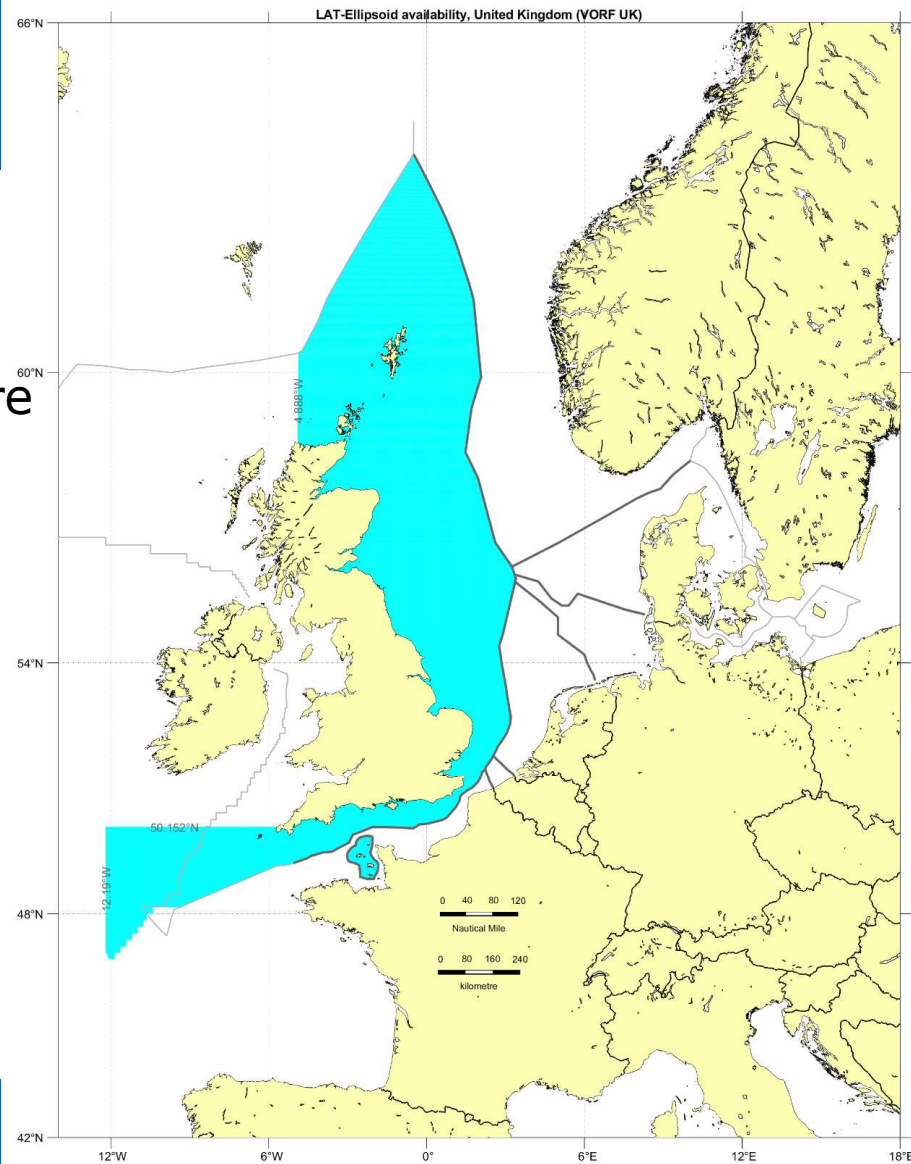 LAT-Ellipsoid availability, United Kingdom (VORF UK)
66°N
60°N
re
4.888°W
54°N
50.152°N
12.19°W
48°N
0 40 80 120
Nautical Mile
0 80 160 240
kilometre
42°N
12°W 6°W 0° 6°E 12°E 18°E